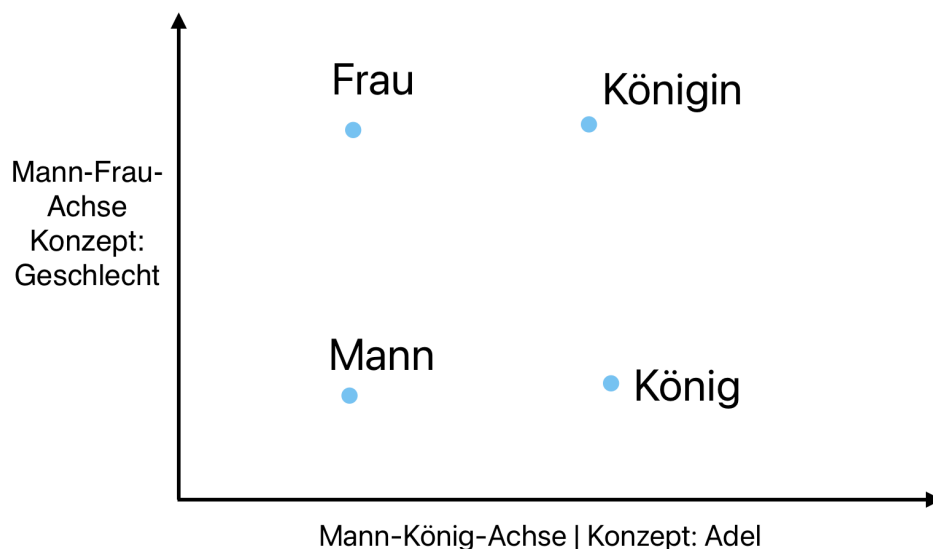 Frau
Königin
Mann-Frau-
Achse
Konzept:
Geschlecht
Mann
König
Mann-König-Achse | Konzept: Adel